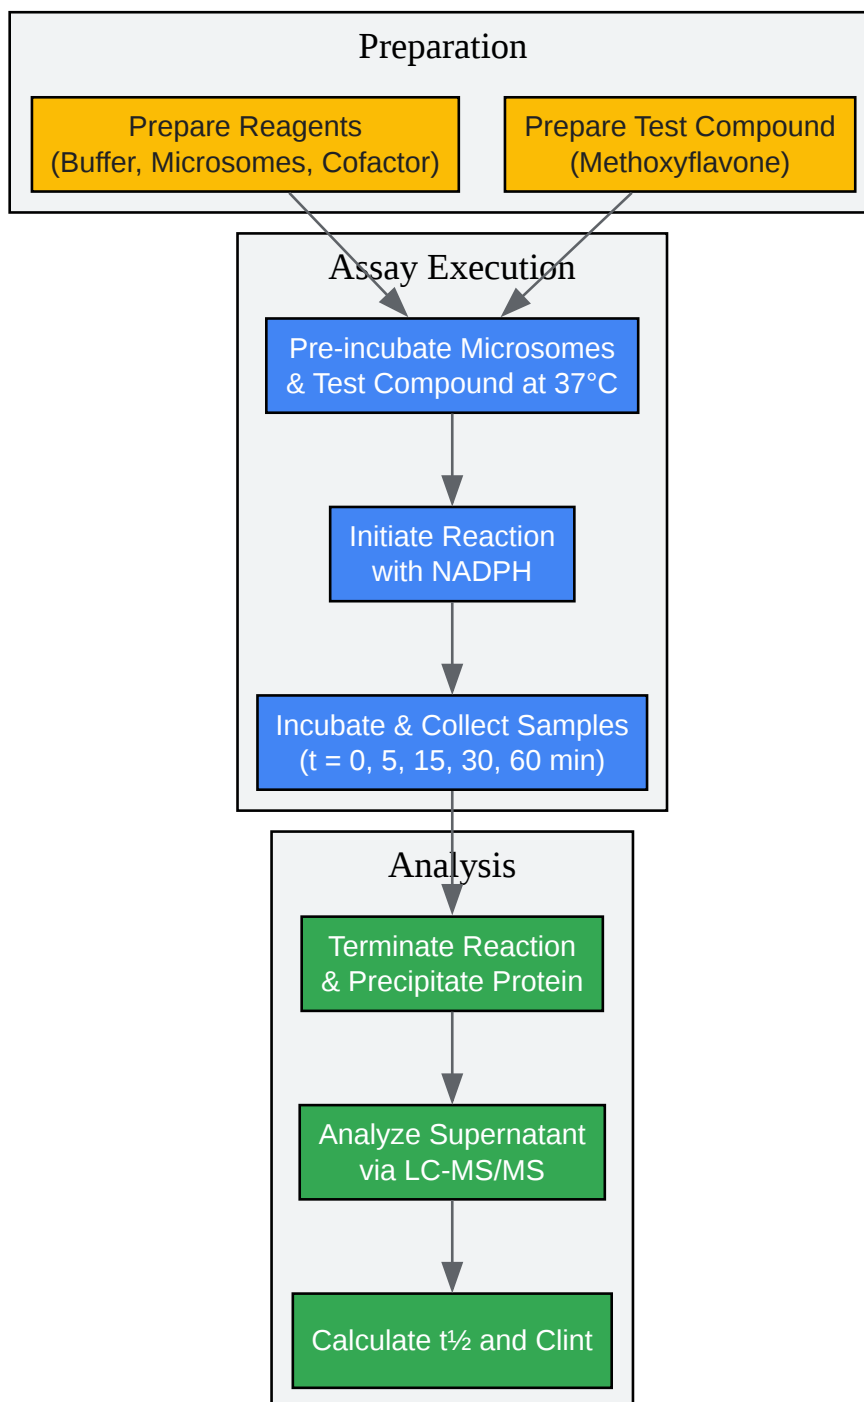 Preparation
Prepare Reagents
(Buffer, Microsomes, Cofactor)
Prepare Test Compound
(Methoxyflavone)
Assay Execution
Pre-incubate Microsomes
& Test Compound at 37°C
Initiate Reaction
with NADPH
Incubate & Collect Samples
(t = 0, 5, 15, 30, 60 min)
Analysis
Terminate Reaction
& Precipitate Protein
Analyze Supernatant
via LC-MS/MS
Calculate t½ and Clint